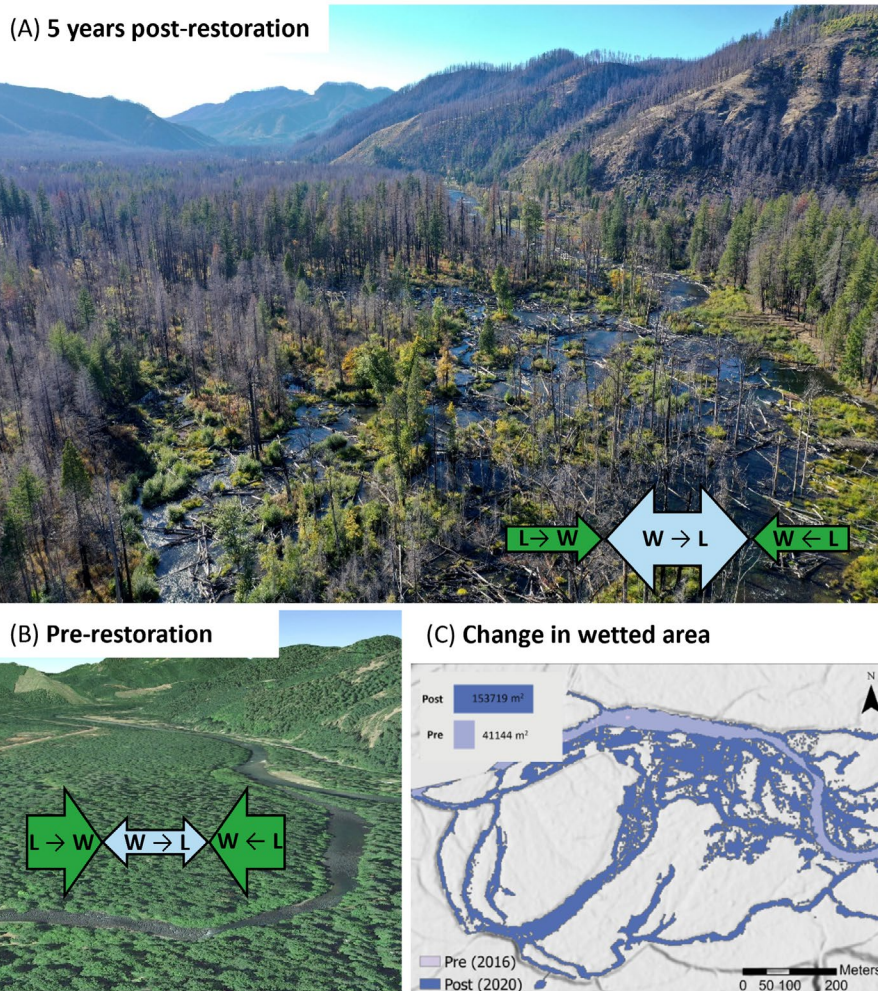 (A) 5 years post-restoration
L → W
W → L
W ← L
(B) Pre-restoration
L → W
W → L
W ← L
(C) Change in wetted area
N
Post 153719 m²
Pre 41144 m²
Pre (2016)
Post (2020)
Meters
0 50 100 200